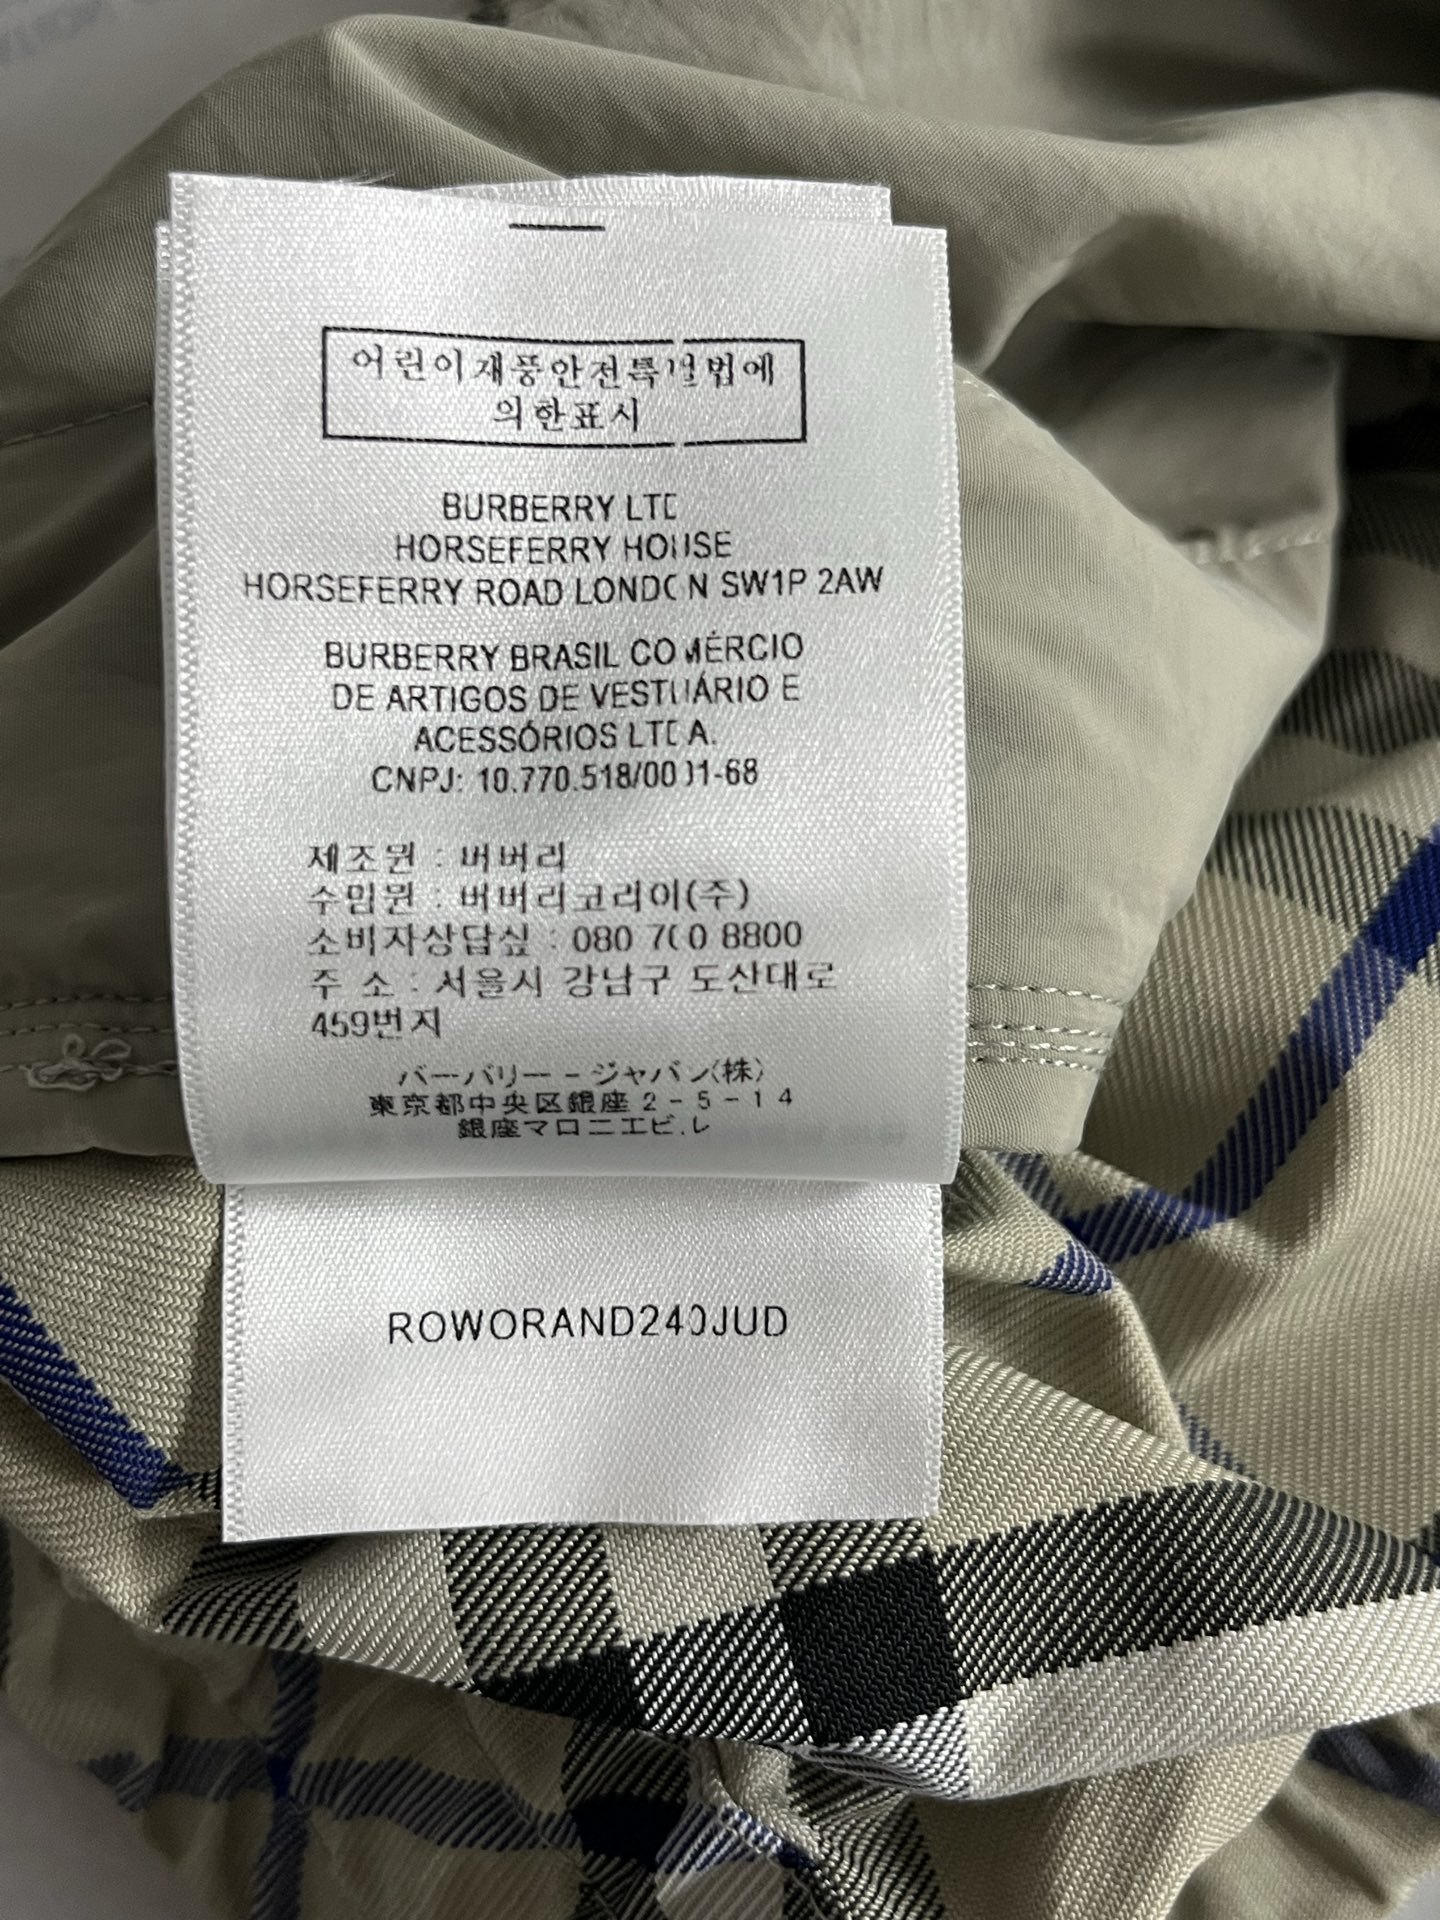 어린이제품안전특별법에
의한표시
BURBERRY LTD
HORSEFERRY HOUSE
HORSEFERRY ROAD LONDON SW1P 2AW
BURBERRY BRASIL COMÉRCIO
DE ARTIGOS DE VESTUÁRIO E
ACESSÓRIOS LTDA.
CNPJ: 10.770.518/0001-68
제조원 : 버버리
수입원 : 버버리코리아(주)
소비자상담실 : 080 700 8800
주 소 : 서울시 강남구 도산대로
459번지
バーバリー・ジャパン(株)
東京都中央区銀座2-5-14
銀座マロニエビル
ROWORAND240JUD